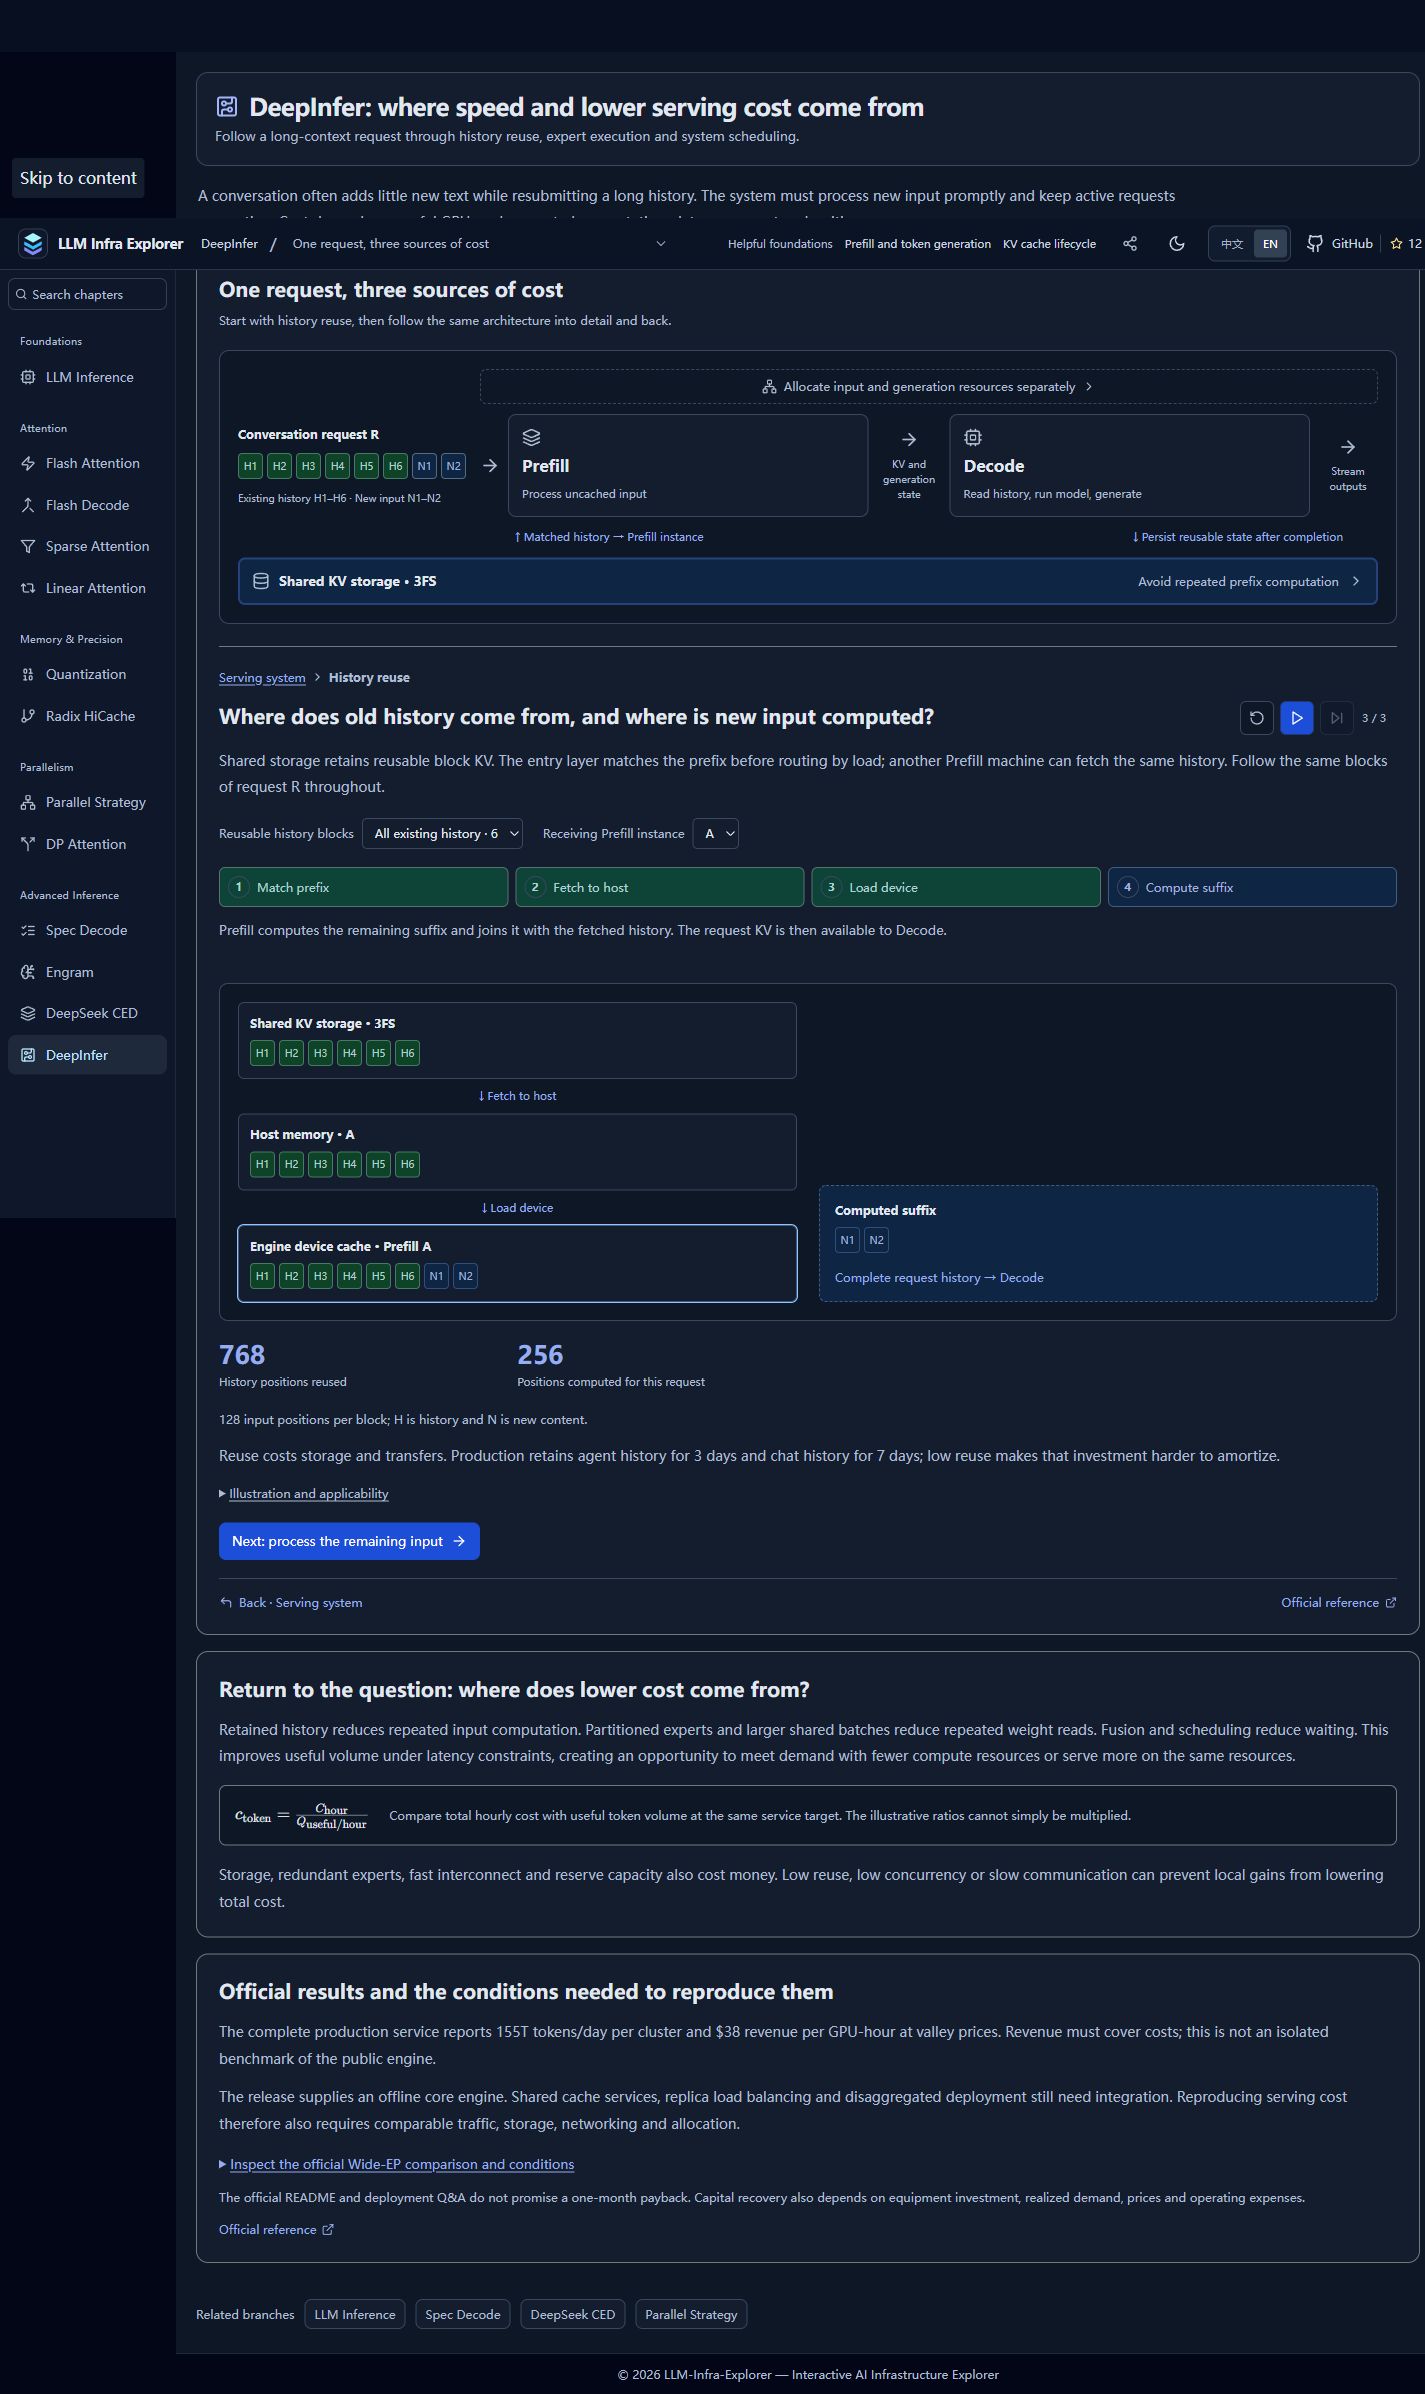 DeepInfer: where speed and lower serving cost come from
Follow a long-context request through history reuse, expert execution and system scheduling.
Skip to content
A conversation often adds little new text while resubmitting a long history. The system must process new input promptly and keep active requests
LLM Infra Explorer
DeepInfer / One request, three sources of cost
Helpful foundations Prefill and token generation KV cache lifecycle
中文 EN
GitHub 12
Search chapters
Foundations
LLM Inference
Attention
Flash Attention
Flash Decode
Sparse Attention
Linear Attention
Memory & Precision
Quantization
Radix HiCache
Parallelism
Parallel Strategy
DP Attention
Advanced Inference
Spec Decode
Engram
DeepSeek CED
DeepInfer
One request, three sources of cost
Start with history reuse, then follow the same architecture into detail and back.
Allocate input and generation resources separately
Conversation request R
H1 H2 H3 H4 H5 H6 N1 N2
Existing history H1–H6 · New input N1–N2
Prefill
Process uncached input
→
KV and
generation
state
Decode
Read history, run model, generate
→
Stream
outputs
↑ Matched history → Prefill instance
↓ Persist reusable state after completion
Shared KV storage • 3FS
Avoid repeated prefix computation
Serving system > History reuse
Where does old history come from, and where is new input computed?
3 / 3
Shared storage retains reusable block KV. The entry layer matches the prefix before routing by load; another Prefill machine can fetch the same history. Follow the same blocks
of request R throughout.
Reusable history blocks All existing history · 6 Receiving Prefill instance A
1 Match prefix
2 Fetch to host
3 Load device
4 Compute suffix
Prefill computes the remaining suffix and joins it with the fetched history. The request KV is then available to Decode.
Shared KV storage • 3FS
H1 H2 H3 H4 H5 H6
↓ Fetch to host
Host memory • A
H1 H2 H3 H4 H5 H6
↓ Load device
Engine device cache • Prefill A
H1 H2 H3 H4 H5 H6 N1 N2
Computed suffix
N1 N2
Complete request history → Decode
768
History positions reused
256
Positions computed for this request
128 input positions per block; H is history and N is new content.
Reuse costs storage and transfers. Production retains agent history for 3 days and chat history for 7 days; low reuse makes that investment harder to amortize.
Illustration and applicability
Next: process the remaining input →
Back · Serving system
Official reference
Return to the question: where does lower cost come from?
Retained history reduces repeated input computation. Partitioned experts and larger shared batches reduce repeated weight reads. Fusion and scheduling reduce waiting. This
improves useful volume under latency constraints, creating an opportunity to meet demand with fewer compute resources or serve more on the same resources.
c_token = C_hour / Q_useful/hour
Compare total hourly cost with useful token volume at the same service target. The illustrative ratios cannot simply be multiplied.
Storage, redundant experts, fast interconnect and reserve capacity also cost money. Low reuse, low concurrency or slow communication can prevent local gains from lowering
total cost.
Official results and the conditions needed to reproduce them
The complete production service reports 155T tokens/day per cluster and $38 revenue per GPU-hour at valley prices. Revenue must cover costs; this is not an isolated
benchmark of the public engine.
The release supplies an offline core engine. Shared cache services, replica load balancing and disaggregated deployment still need integration. Reproducing serving cost
therefore also requires comparable traffic, storage, networking and allocation.
Inspect the official Wide-EP comparison and conditions
The official README and deployment Q&A do not promise a one-month payback. Capital recovery also depends on equipment investment, realized demand, prices and operating expenses.
Official reference
Related branches LLM Inference Spec Decode DeepSeek CED Parallel Strategy
© 2026 LLM-Infra-Explorer — Interactive AI Infrastructure Explorer